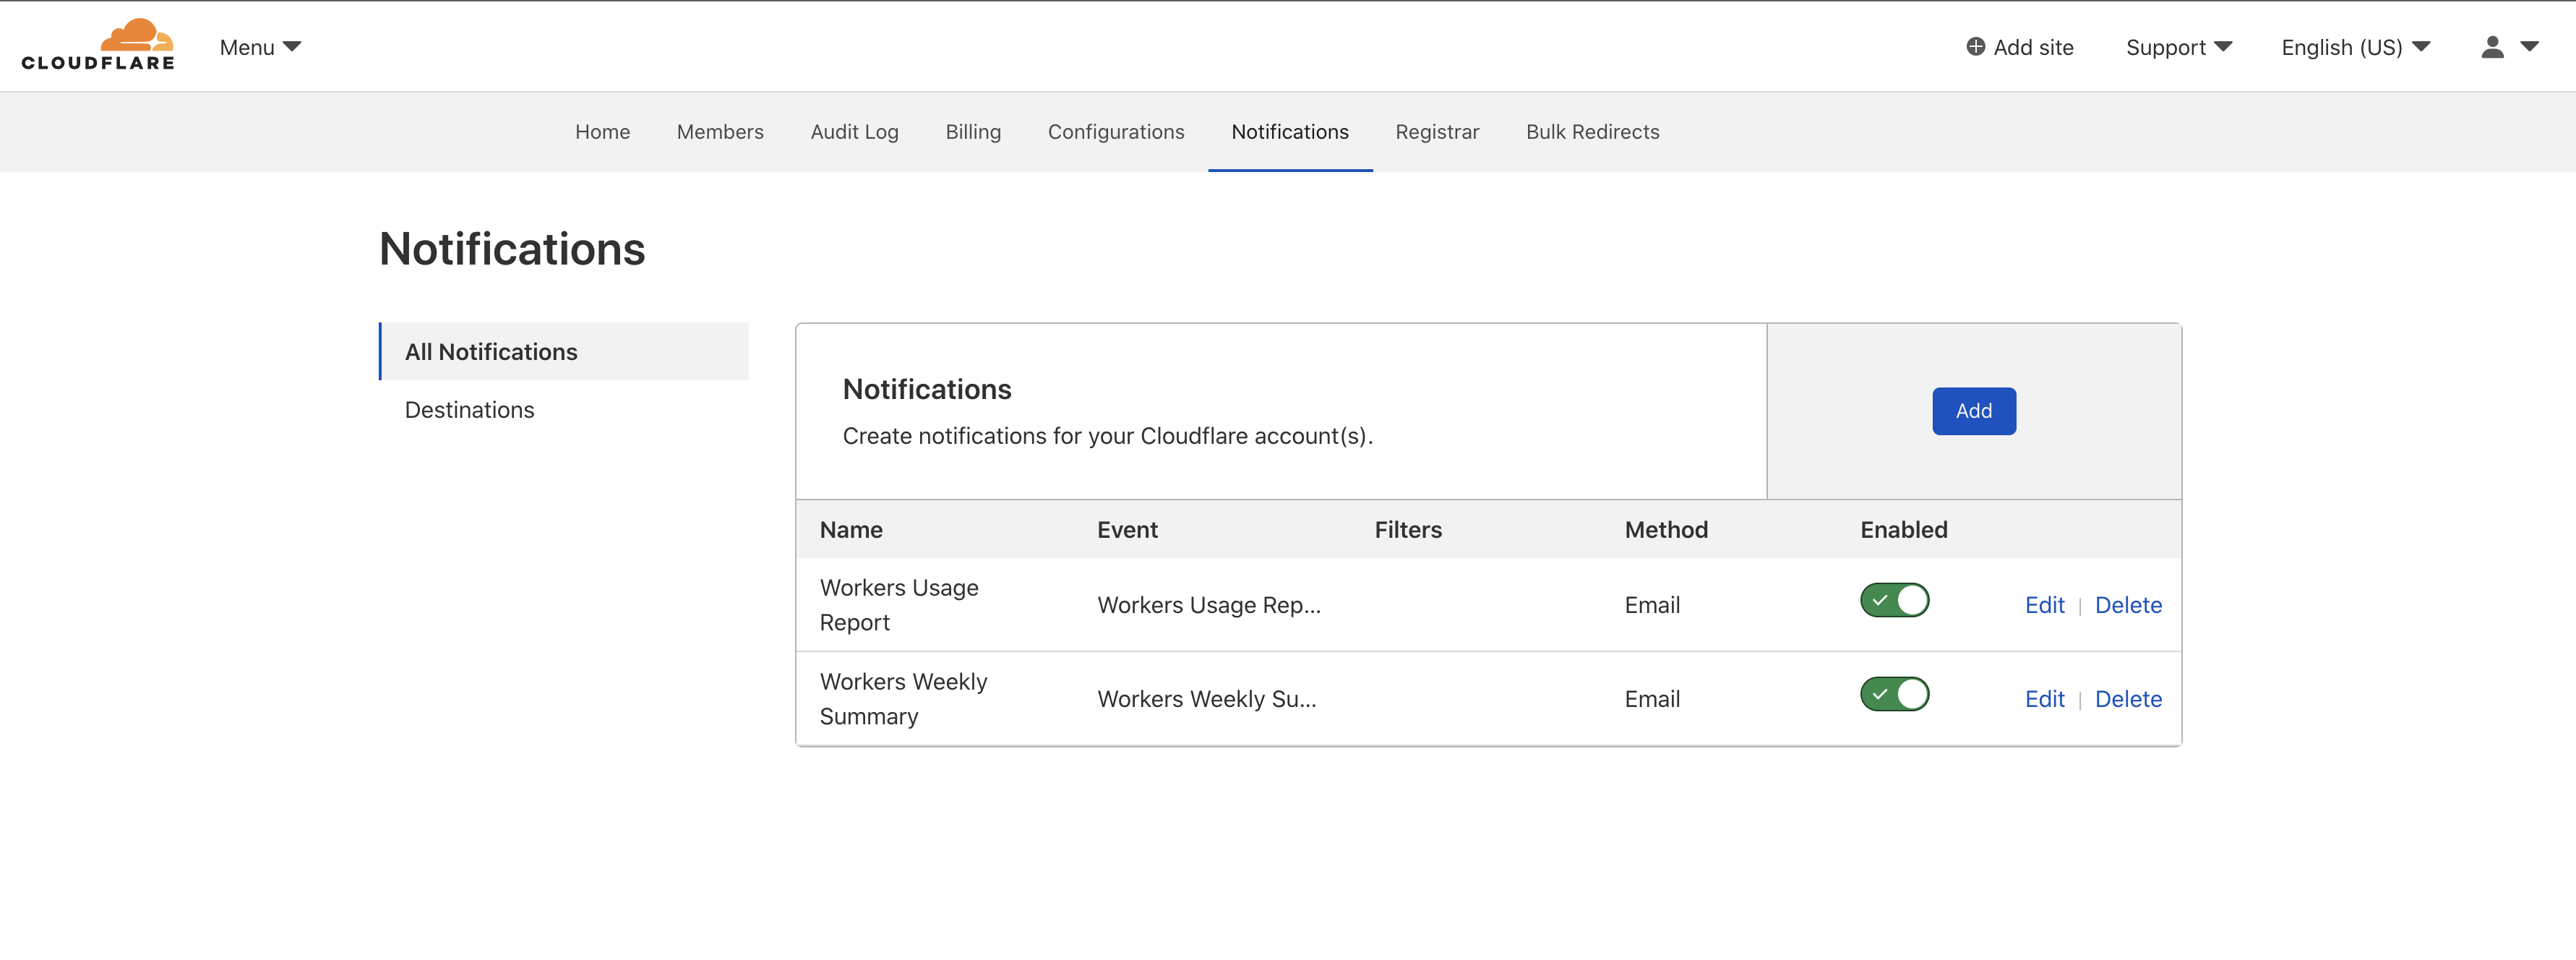 CLOUDFLARE
Menu
Add site
Support
English (US)
Home
Members
Audit Log
Billing
Configurations
Notifications
Registrar
Bulk Redirects
Notifications
All Notifications
Destinations
Notifications
Create notifications for your Cloudflare account(s).
Add
Name
Event
Filters
Method
Enabled
Workers Usage
Report
Workers Usage Rep...
Email
Edit | Delete
Workers Weekly
Summary
Workers Weekly Su...
Email
Edit | Delete